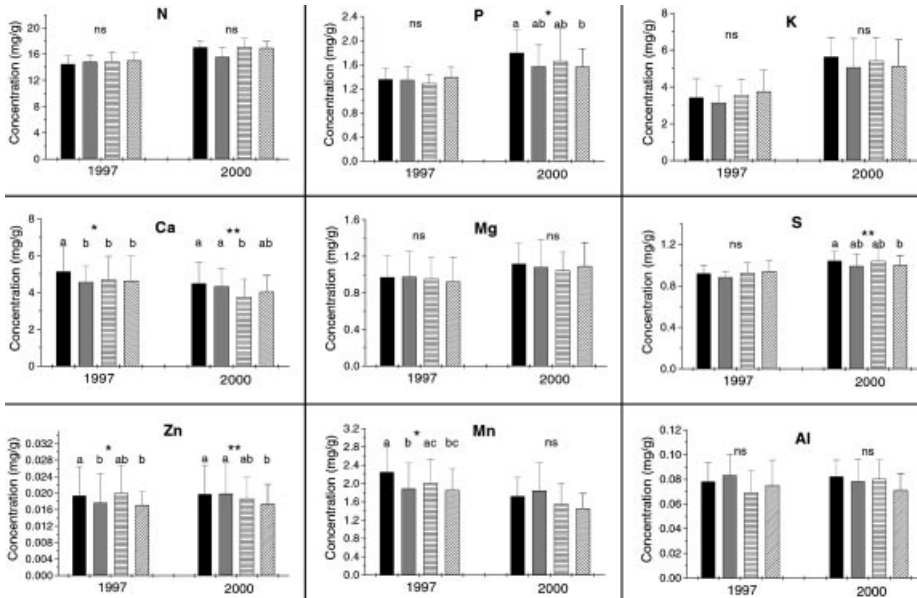 N
Concentration (mg/g)
20
16
12
8
4
0
ns
ns
1997
2000
P
Concentration (mg/g)
2.4
2.0
1.6
1.2
0.8
0.4
0.0
ns
*
a ab ab b
1997
2000
K
Concentration (mg/g)
8
6
4
2
0
ns
ns
1997
2000
Ca
Concentration (mg/g)
8
6
4
2
0
*
a b b b
**
a a b ab
1997
2000
Mg
Concentration (mg/g)
1.6
1.2
0.8
0.4
0.0
ns
ns
1997
2000
S
Concentration (mg/g)
1.2
0.8
0.4
0.0
ns
**
a ab ab b
1997
2000
Zn
Concentration (mg/g)
0.032
0.028
0.024
0.020
0.016
0.012
0.008
0.004
0.000
*
a b ab b
**
a a ab b
1997
2000
Mn
Concentration (mg/g)
3.2
2.8
2.4
2.0
1.6
1.2
0.8
0.4
0.0
*
a b ac bc
ns
1997
2000
Al
Concentration (mg/g)
0.12
0.10
0.08
0.06
0.04
0.02
0.00
ns
ns
1997
2000